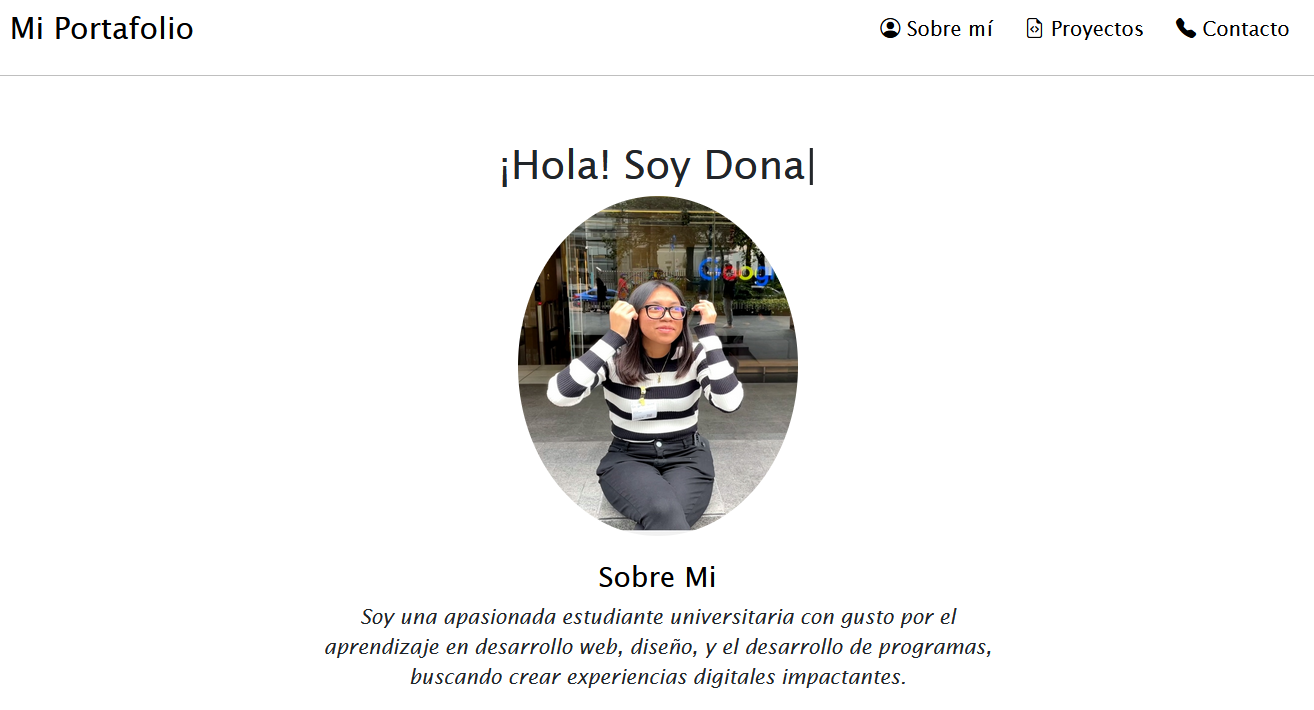 Mi Portafolio
Sobre mí
Proyectos
Contacto
¡Hola! Soy Dona|
Googl
Sobre Mi
Soy una apasionada estudiante universitaria con gusto por el
aprendizaje en desarrollo web, diseño, y el desarrollo de programas,
buscando crear experiencias digitales impactantes.